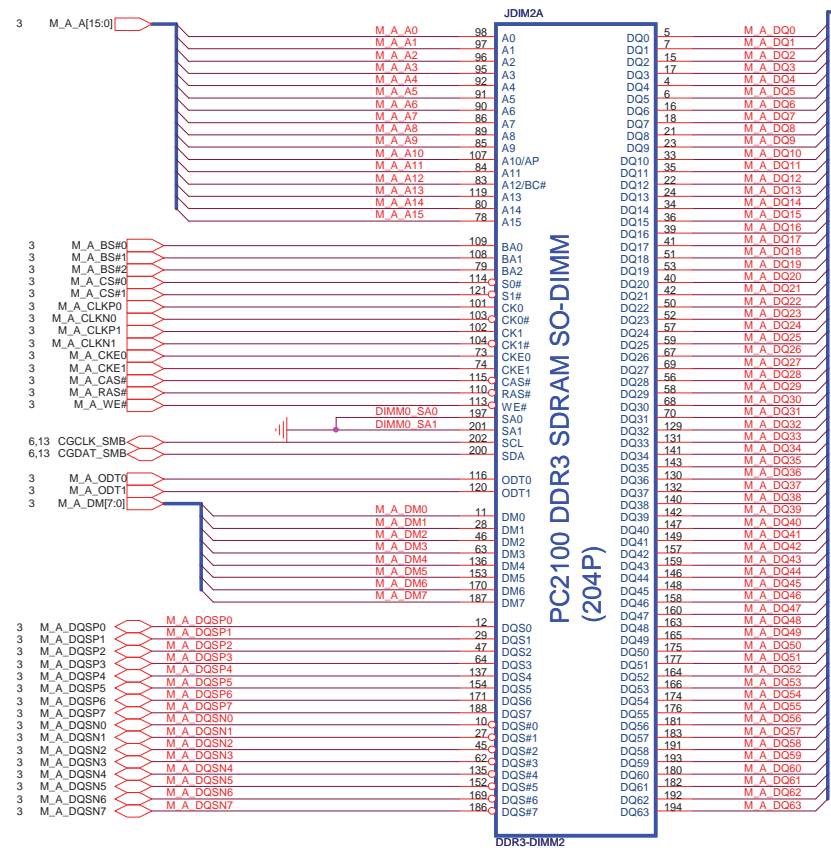 JDIM2A
3 M_A_A[15:0]
M_A_A0 98 A0 DQ0 5 M_A_DQ0
M_A_A1 97 A1 DQ1 7 M_A_DQ1
M_A_A2 96 A2 DQ2 15 M_A_DQ2
M_A_A3 95 A3 DQ3 17 M_A_DQ3
M_A_A4 92 A4 DQ4 4 M_A_DQ4
M_A_A5 91 A5 DQ5 6 M_A_DQ5
M_A_A6 90 A6 DQ6 16 M_A_DQ6
M_A_A7 86 A7 DQ7 18 M_A_DQ7
M_A_A8 89 A8 DQ8 21 M_A_DQ8
M_A_A9 85 A9 DQ9 23 M_A_DQ9
M_A_A10 107 A10/AP DQ10 33 M_A_DQ10
M_A_A11 84 A11 DQ11 35 M_A_DQ11
M_A_A12 83 A12/BC# DQ12 22 M_A_DQ12
M_A_A13 119 A13 DQ13 24 M_A_DQ13
M_A_A14 80 A14 DQ14 34 M_A_DQ14
M_A_A15 78 A15 DQ15 36 M_A_DQ15
DQ16 39 M_A_DQ16
3 M_A_BS#0 109 BA0 DQ17 41 M_A_DQ17
3 M_A_BS#1 108 BA1 DQ18 51 M_A_DQ18
3 M_A_BS#2 79 BA2 DQ19 53 M_A_DQ19
3 M_A_CS#0 114 S0# DQ20 40 M_A_DQ20
3 M_A_CS#1 121 S1# DQ21 42 M_A_DQ21
3 M_A_CLKP0 101 CK0 DQ22 50 M_A_DQ22
3 M_A_CLKN0 103 CK0# DQ23 52 M_A_DQ23
3 M_A_CLKP1 102 CK1 DQ24 57 M_A_DQ24
3 M_A_CLKN1 104 CK1# DQ25 59 M_A_DQ25
3 M_A_CKE0 73 CKE0 DQ26 67 M_A_DQ26
3 M_A_CKE1 74 CKE1 DQ27 69 M_A_DQ27
3 M_A_CAS# 115 CAS# DQ28 56 M_A_DQ28
3 M_A_RAS# 110 RAS# DQ29 58 M_A_DQ29
3 M_A_WE# 113 WE# DQ30 68 M_A_DQ30
DIMM0_SA0 197 SA0 DQ31 70 M_A_DQ31
DIMM0_SA1 201 SA1 DQ32 129 M_A_DQ32
6,13 CGCLK_SMB 202 SCL DQ33 131 M_A_DQ33
6,13 CGDAT_SMB 200 SDA DQ34 141 M_A_DQ34
DQ35 143 M_A_DQ35
3 M_A_ODT0 116 ODT0 DQ36 130 M_A_DQ36
3 M_A_ODT1 120 ODT1 DQ37 132 M_A_DQ37
3 M_A_DM[7:0] DQ38 140 M_A_DQ38
M_A_DM0 11 DM0 DQ39 142 M_A_DQ39
M_A_DM1 28 DM1 DQ40 147 M_A_DQ40
M_A_DM2 46 DM2 DQ41 149 M_A_DQ41
M_A_DM3 63 DM3 DQ42 157 M_A_DQ42
M_A_DM4 136 DM4 DQ43 159 M_A_DQ43
M_A_DM5 153 DM5 DQ44 146 M_A_DQ44
M_A_DM6 170 DM6 DQ45 148 M_A_DQ45
M_A_DM7 187 DM7 DQ46 158 M_A_DQ46
DQ47 160 M_A_DQ47
3 M_A_DQSP0 M_A_DQSP0 12 DQS0 DQ48 163 M_A_DQ48
3 M_A_DQSP1 M_A_DQSP1 29 DQS1 DQ49 165 M_A_DQ49
3 M_A_DQSP2 M_A_DQSP2 47 DQS2 DQ50 175 M_A_DQ50
3 M_A_DQSP3 M_A_DQSP3 64 DQS3 DQ51 177 M_A_DQ51
3 M_A_DQSP4 M_A_DQSP4 137 DQS4 DQ52 164 M_A_DQ52
3 M_A_DQSP5 M_A_DQSP5 154 DQS5 DQ53 166 M_A_DQ53
3 M_A_DQSP6 M_A_DQSP6 171 DQS6 DQ54 174 M_A_DQ54
3 M_A_DQSP7 M_A_DQSP7 188 DQS7 DQ55 176 M_A_DQ55
3 M_A_DQSN0 M_A_DQSN0 10 DQS#0 DQ56 181 M_A_DQ56
3 M_A_DQSN1 M_A_DQSN1 27 DQS#1 DQ57 183 M_A_DQ57
3 M_A_DQSN2 M_A_DQSN2 45 DQS#2 DQ58 191 M_A_DQ58
3 M_A_DQSN3 M_A_DQSN3 62 DQS#3 DQ59 193 M_A_DQ59
3 M_A_DQSN4 M_A_DQSN4 135 DQS#4 DQ60 180 M_A_DQ60
3 M_A_DQSN5 M_A_DQSN5 152 DQS#5 DQ61 182 M_A_DQ61
3 M_A_DQSN6 M_A_DQSN6 169 DQS#6 DQ62 192 M_A_DQ62
3 M_A_DQSN7 M_A_DQSN7 186 DQS#7 DQ63 194 M_A_DQ63
PC2100 DDR3 SDRAM SO-DIMM
(204P)
DDR3-DIMM2